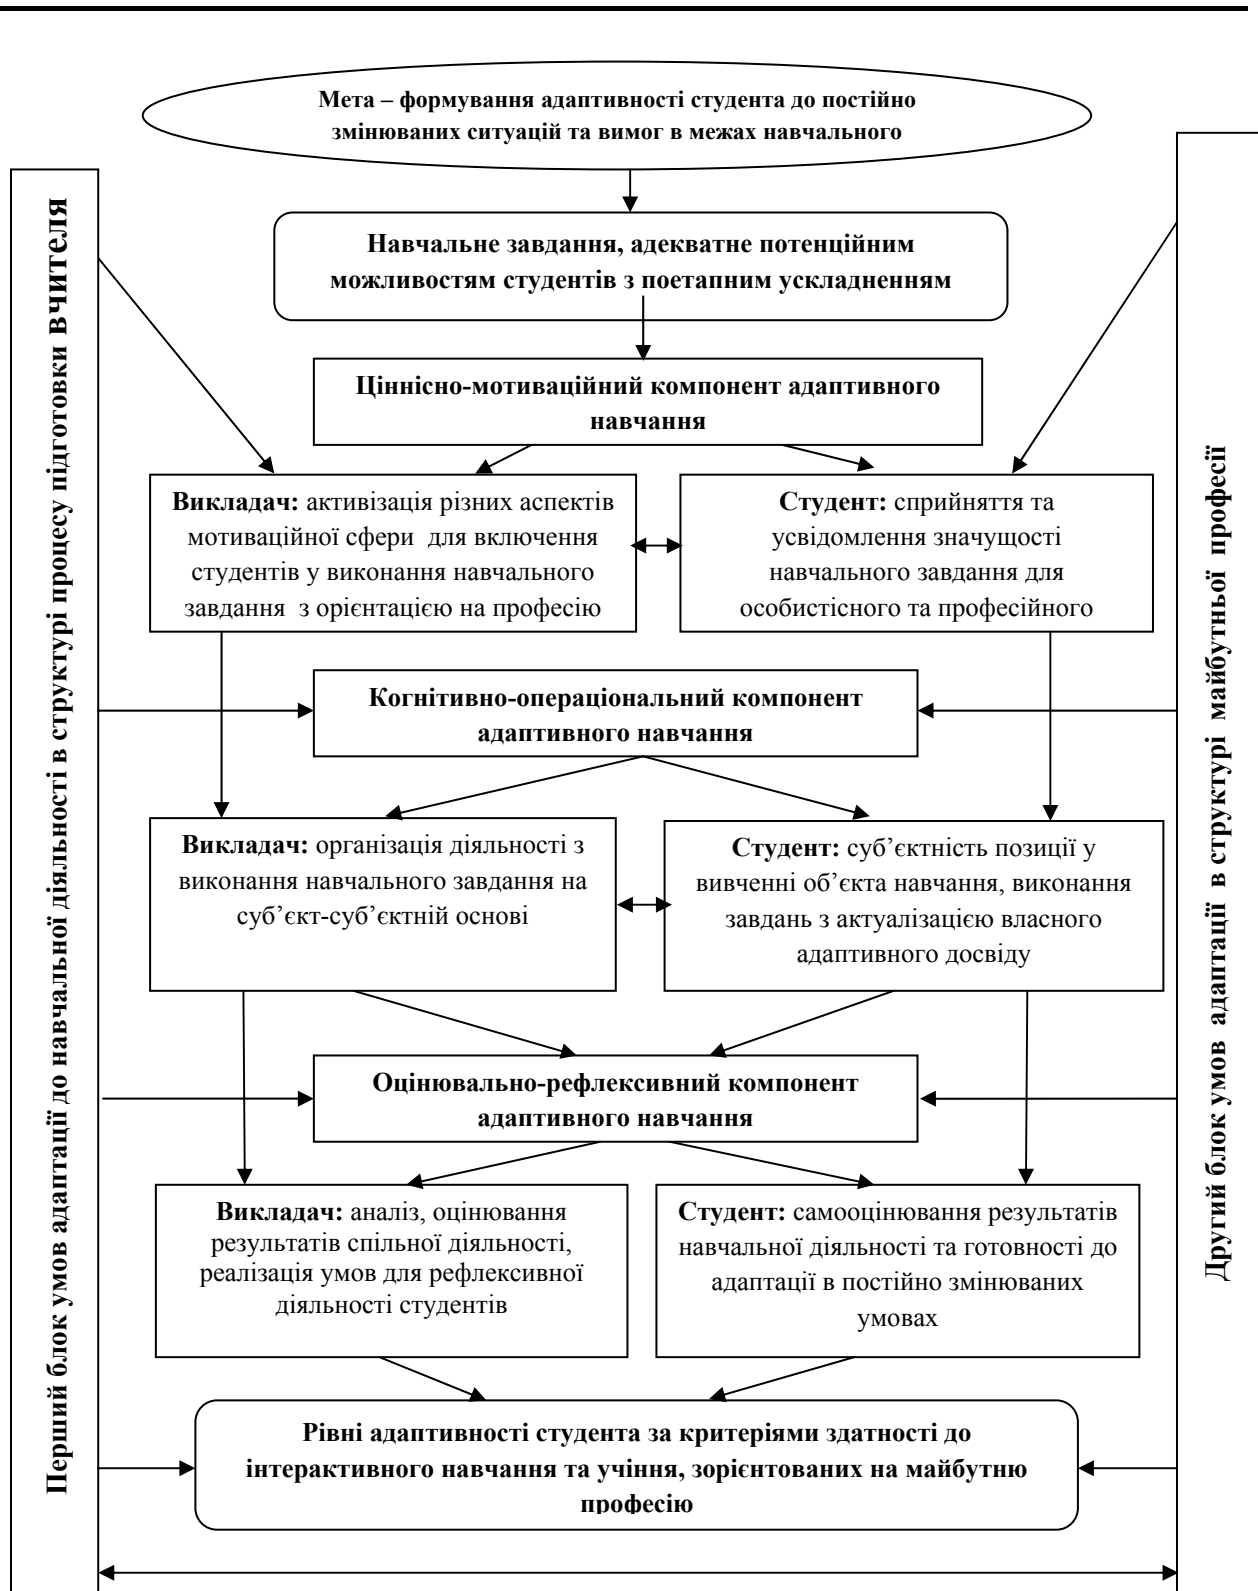 Мета – формування адаптивності студента до постійно
змінюваних ситуацій та вимог в межах навчального
Навчальне завдання, адекватне потенційним
можливостям студентів з поетапним ускладненням
Ціннісно-мотиваційний компонент адаптивного
навчання
Викладач: активізація різних аспектів
мотиваційної сфери для включення
студентів у виконання навчального
завдання з орієнтацією на професію
Студент: сприйняття та
усвідомлення значущості
навчального завдання для
особистісного та професійного
Когнитивно-операціональний компонент
адаптивного навчання
Викладач: організація діяльності з
виконання навчального завдання на
суб’єкт-суб’єктній основі
Студент: суб’єктність позиції у
вивченні об’єкта навчання, виконання
завдань з актуалізацією власного
адаптивного досвіду
Оцінювально-рефлексивний компонент
адаптивного навчання
Викладач: аналіз, оцінювання
результатів спільної діяльності,
реалізація умов для рефлексивної
діяльності студентів
Студент: самооцінювання результатів
навчальної діяльності та готовності до
адаптації в постійно змінюваних
умовах
Рівні адаптивності студента за критеріями здатності до
інтерактивного навчання та учіння, зорієнтованих на майбутню
професію
Перший блок умов адаптації до навчальної діяльності в структурі процесу підготовки вчителя
Другий блок умов адаптації в структурі майбутньої професії